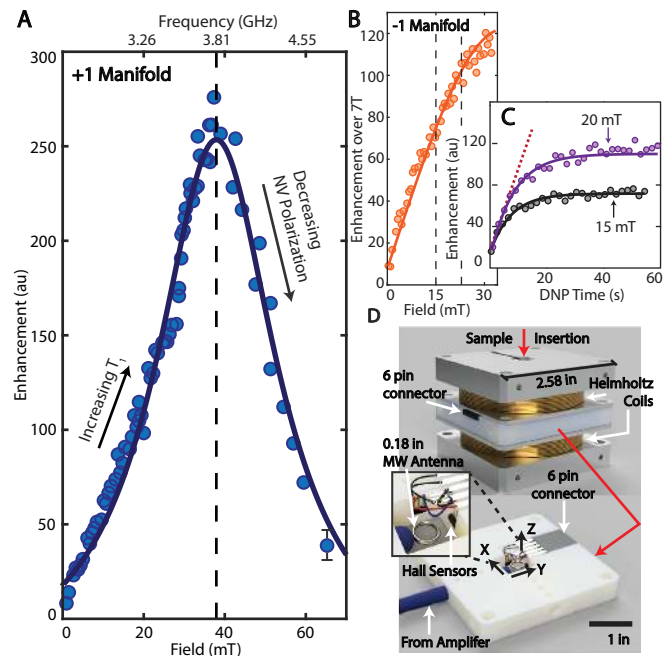 A
Frequency (GHz)
3.26 3.81 4.55
+1 Manifold
300
250
200
150
100
50
0
Enhancement (au)
Increasing T1
Decreasing
NV Polarization
0 20 40 60
Field (mT)
B
-1 Manifold
120
100
80
60
40
20
0
Enhancement over 7T
0 15 30
Field (mT)
C
20 mT
15 mT
120
80
40
0
Enhancement (au)
0 20 40 60
DNP Time (s)
D
Sample Insertion
2.58 in
6 pin
connector
Helmholtz
Coils
0.18 in
MW Antenna
6 pin
connector
Z
X
Y
Hall Sensors
From Amplifer
1 in